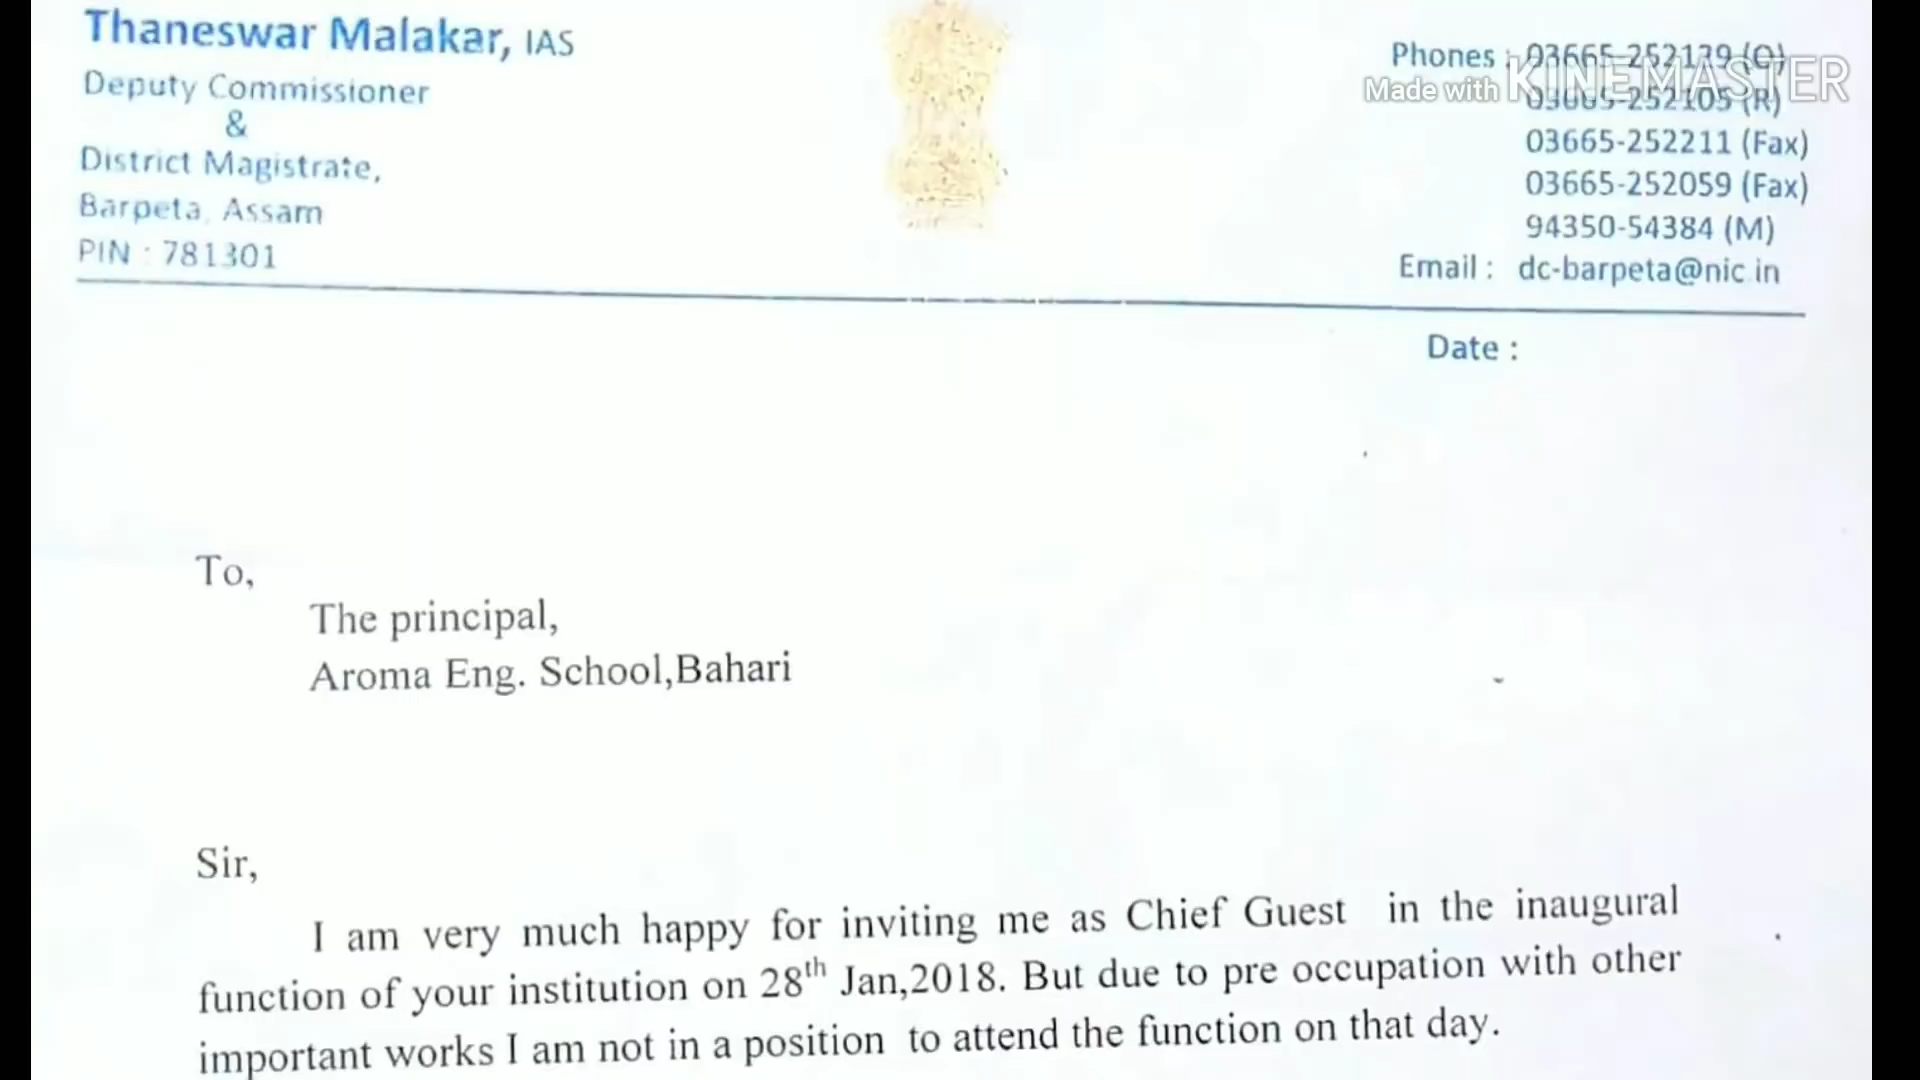 Thaneswar Malakar, IAS
Deputy Commissioner
&
District Magistrate,
Barpeta, Assam
PIN : 781301
Phones : 03665-252129 (O)
03665-252105 (R)
03665-252211 (Fax)
03665-252059 (Fax)
94350-54384 (M)
Email : dc-barpeta@nic.in
Made with KINEMASTER
Date :
To,
The principal,
Aroma Eng. School,Bahari
Sir,
I am very much happy for inviting me as Chief Guest in the inaugural
function of your institution on 28th Jan,2018. But due to pre occupation with other
important works I am not in a position to attend the function on that day.